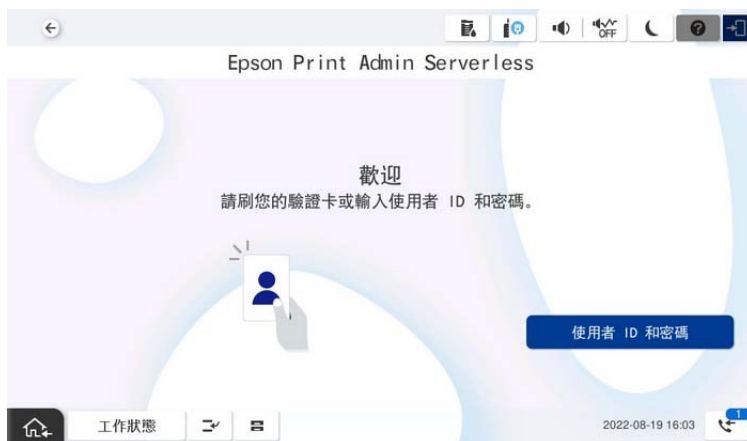 OFF
?
Epson Print Admin Serverless
歡迎
請刷您的驗證卡或輸入使用者 ID 和密碼。
使用者 ID 和密碼
工作狀態
2022-08-19 16:03
1